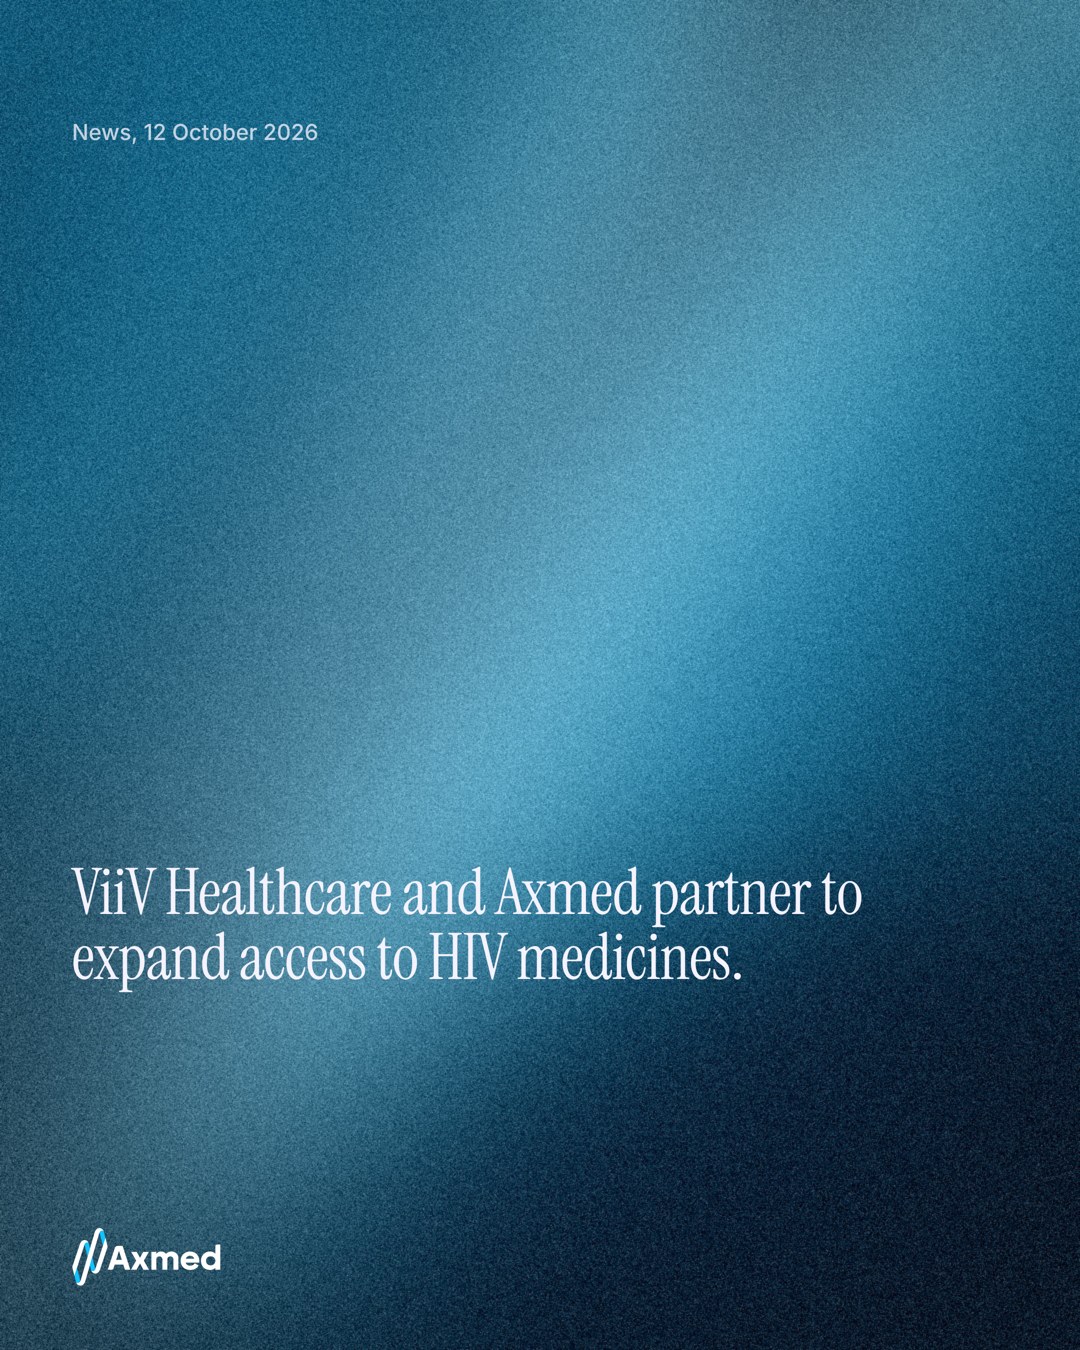 News, 12 October 2026
ViiV Healthcare and Axmed partner to
expand access to HIV medicines.
Axmed